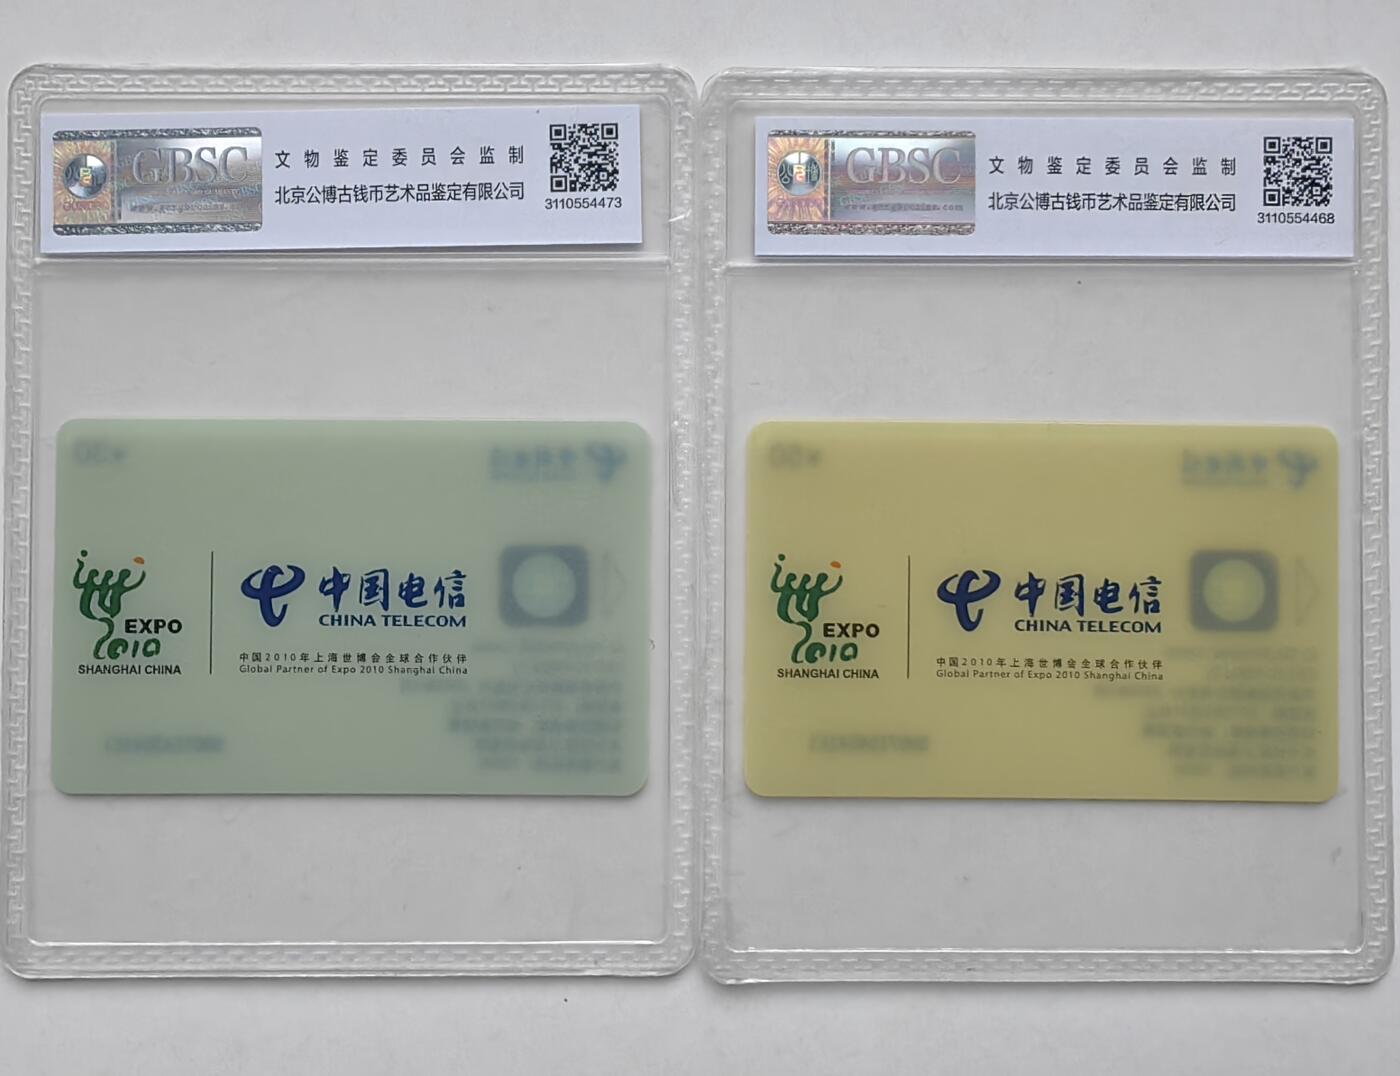 GBSC
文物鉴定委员会监制
北京公博古钱币艺术品鉴定有限公司
3110554473
EXPO
2010
SHANGHAI CHINA
中国电信
CHINA TELECOM
中国2010年上海世博会全球合作伙伴
Global Partner of Expo 2010 Shanghai China
GBSC
文物鉴定委员会监制
北京公博古钱币艺术品鉴定有限公司
3110554468
EXPO
2010
SHANGHAI CHINA
中国电信
CHINA TELECOM
中国2010年上海世博会全球合作伙伴
Global Partner of Expo 2010 Shanghai China